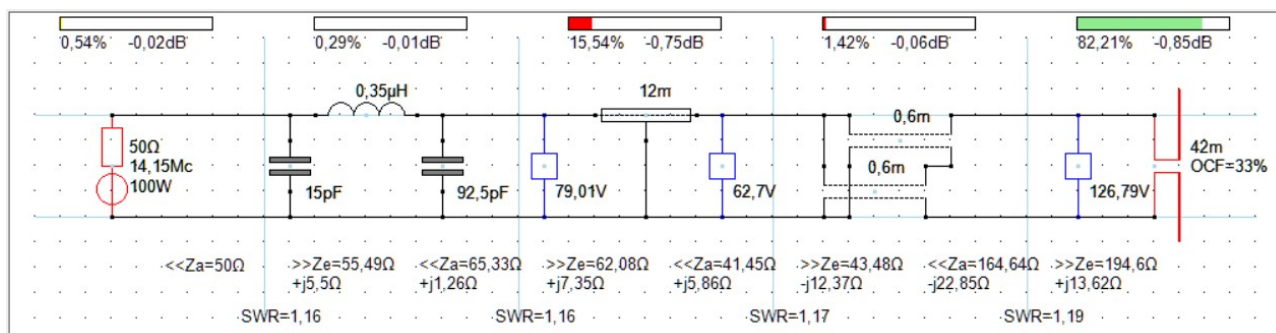 0,54% -0,02dB
0,29% -0,01dB
15,54% -0,75dB
1,42% -0,06dB
82,21% -0,85dB
0,35µH
12m
0,6m
0,6m
50Ω
14,15Mc
100W
15pF
92,5pF
79,01V
62,7V
126,79V
42m
OCF=33%
<<Za=50Ω
>>Ze=55,49Ω
+j5,5Ω
<<Za=65,33Ω
+j1,26Ω
>>Ze=62,08Ω
+j7,35Ω
<<Za=41,45Ω
+j5,86Ω
>>Ze=43,48Ω
-j12,37Ω
<<Za=164,64Ω
-j22,85Ω
>>Ze=194,6Ω
+j13,62Ω
SWR=1,16
SWR=1,16
SWR=1,17
SWR=1,19